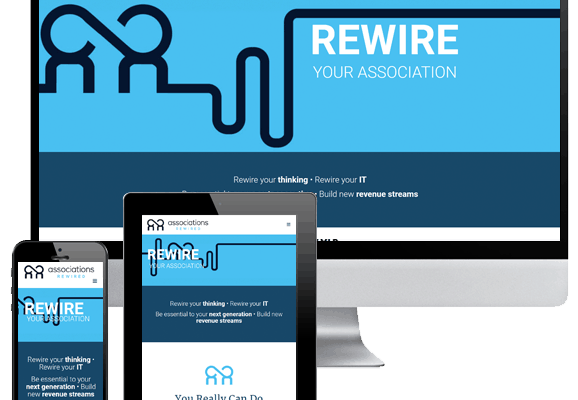 REWIRE
YOUR ASSOCIATION
Rewire your thinking • Rewire your IT
• Build new revenue streams
associations
REWIRED
REWIRE
YOUR ASSOCIATION
Rewire your thinking • Rewire your IT
Be essential to your next generation • Build new
revenue streams
You Really Can Do
associations
REWIRED
REWIRE
YOUR ASSOCIATION
Rewire your thinking •
Rewire your IT
Be essential to your
next generation • Build
new revenue streams